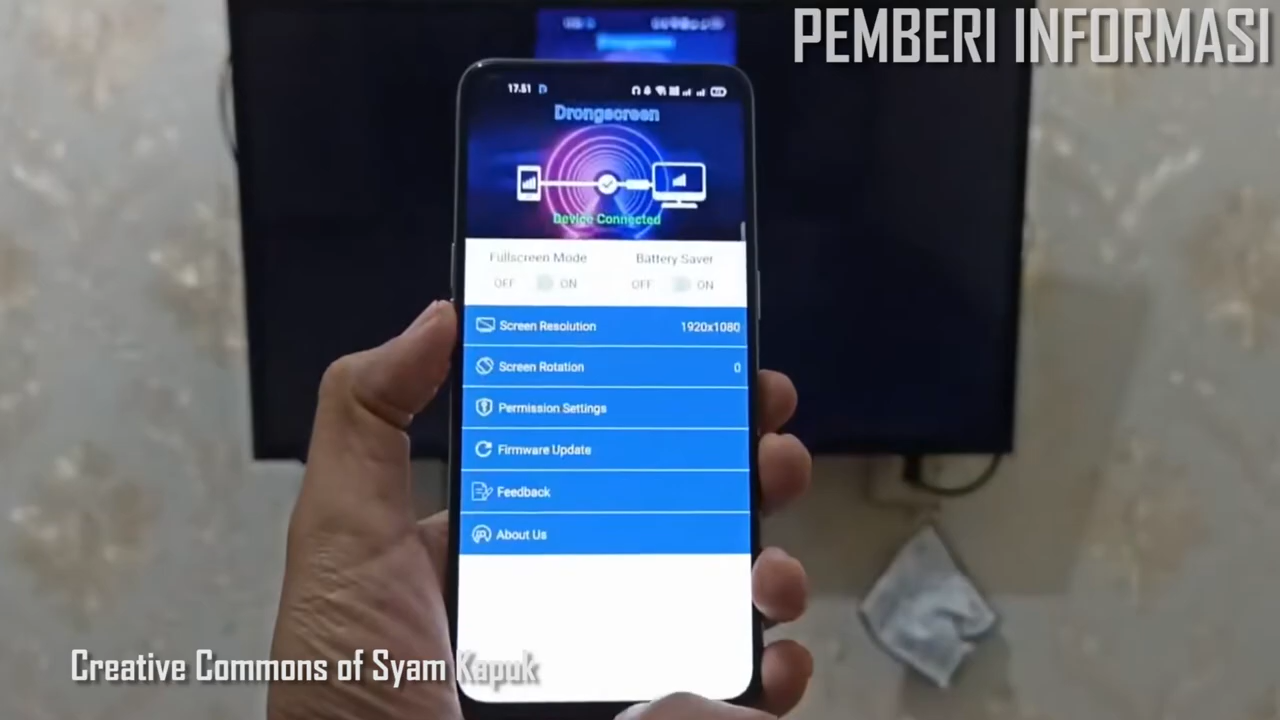 PEMBERI INFORMASI
17.51
Drongscreen
Device Connected
Fullscreen Mode
Battery Saver
OFF ON
OFF ON
Screen Resolution 1920x1080
Screen Rotation 0
Permission Settings
Firmware Update
Feedback
About Us
Creative Commons of Syam Kapuk